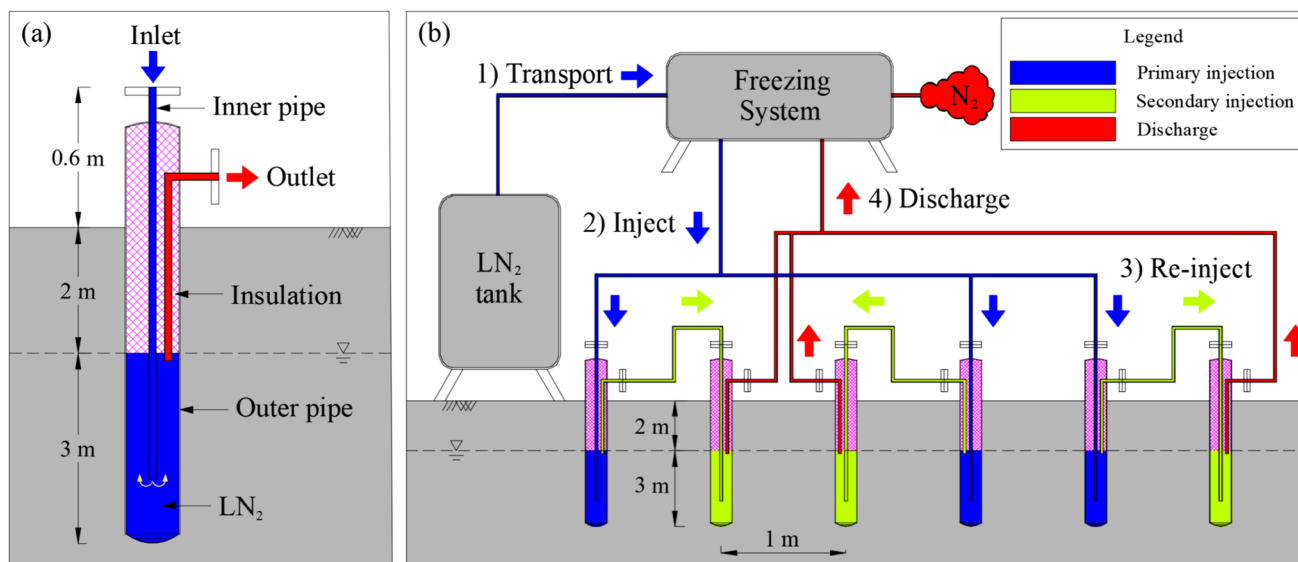 (a)
Inlet
Inner pipe
0.6 m
Outlet
2 m
Insulation
Outer pipe
3 m
LN2
(b)
1) Transport
Freezing
System
N2
Legend
Primary injection
Secondary injection
Discharge
2) Inject
4) Discharge
LN2
tank
3) Re-inject
2 m
3 m
1 m